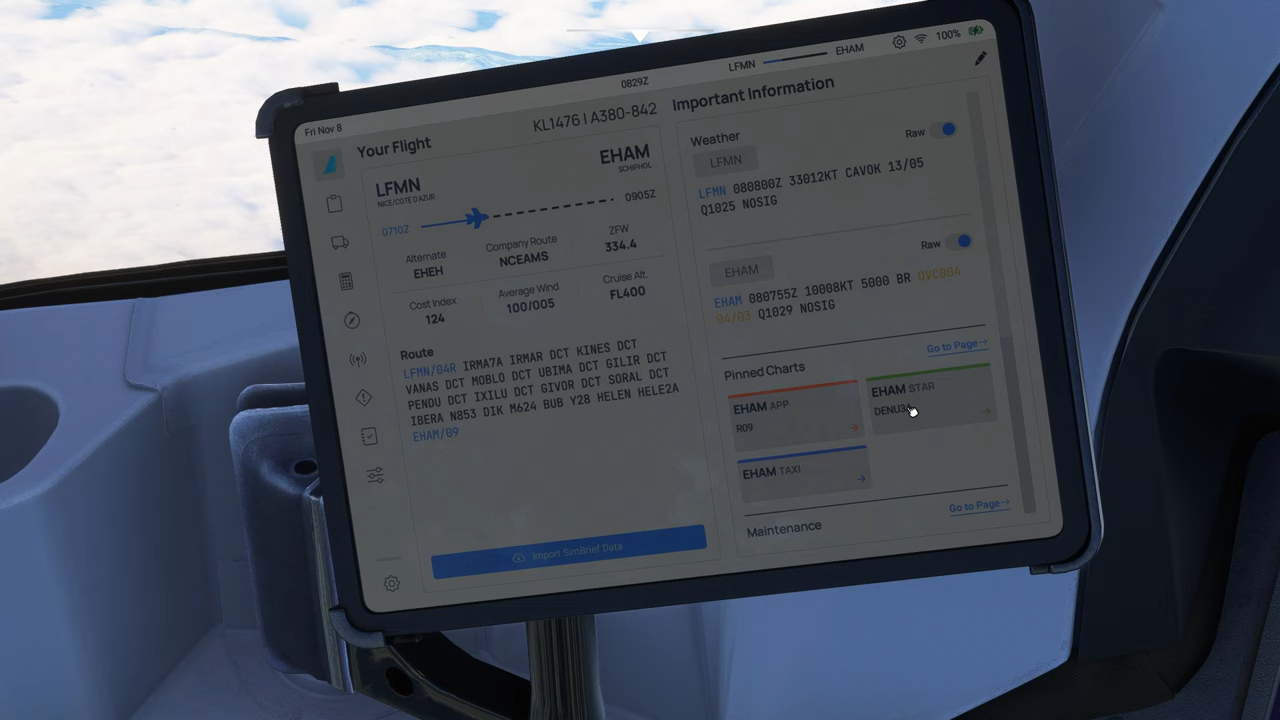 Fri Nov 8
0829Z
LFMN
EHAM
100%
Your Flight
KL1476 | A380-842
LFMN
NICE/COTE D'AZUR
EHAM
SCHIPHOL
0710Z
0905Z
Alternate
EHEH
Company Route
NCEAMS
ZFW
334.4
Cost Index
124
Average Wind
100/005
Cruise Alt.
FL400
Route
LFMN/04R IRMA7A IRMAR DCT KINES DCT
VANAS DCT MOBLO DCT UBIMA DCT GILIR DCT
PENDU DCT IXILU DCT GIVOR DCT SORAL DCT
IBERA N853 DIK M624 BUB Y28 HELEN HELE2A
EHAM/09
Import SimBrief Data
Important Information
Weather
Raw
LFMN
LFMN 080800Z 33012KT CAVOK 13/05
Q1025 NOSIG
Raw
EHAM
EHAM 080755Z 10008KT 5000 BR OVC004
04/03 Q1029 NOSIG
Pinned Charts
Go to Page
EHAM APP
R09
EHAM STAR
EHAM TAXI
Maintenance
Go to Page